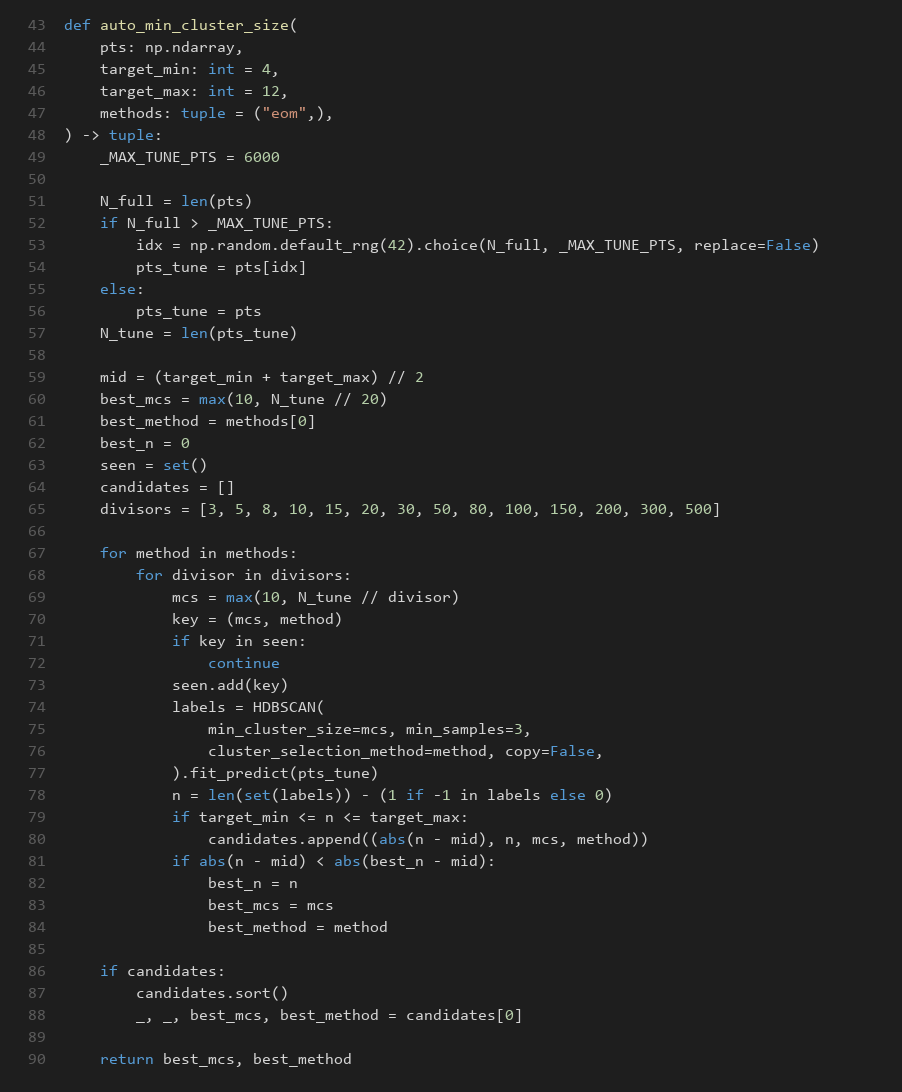 43 def auto_min_cluster_size(
44     pts: np.ndarray,
45     target_min: int = 4,
46     target_max: int = 12,
47     methods: tuple = ("eom",),
48 ) -> tuple:
49     _MAX_TUNE_PTS = 6000
50
51     N_full = len(pts)
52     if N_full > _MAX_TUNE_PTS:
53         idx = np.random.default_rng(42).choice(N_full, _MAX_TUNE_PTS, replace=False)
54         pts_tune = pts[idx]
55     else:
56         pts_tune = pts
57     N_tune = len(pts_tune)
58
59     mid = (target_min + target_max) // 2
60     best_mcs = max(10, N_tune // 20)
61     best_method = methods[0]
62     best_n = 0
63     seen = set()
64     candidates = []
65     divisors = [3, 5, 8, 10, 15, 20, 30, 50, 80, 100, 150, 200, 300, 500]
66
67     for method in methods:
68         for divisor in divisors:
69             mcs = max(10, N_tune // divisor)
70             key = (mcs, method)
71             if key in seen:
72                 continue
73             seen.add(key)
74             labels = HDBSCAN(
75                 min_cluster_size=mcs, min_samples=3,
76                 cluster_selection_method=method, copy=False,
77             ).fit_predict(pts_tune)
78             n = len(set(labels)) - (1 if -1 in labels else 0)
79             if target_min <= n <= target_max:
80                 candidates.append((abs(n - mid), n, mcs, method))
81             if abs(n - mid) < abs(best_n - mid):
82                 best_n = n
83                 best_mcs = mcs
84                 best_method = method
85
86     if candidates:
87         candidates.sort()
88         _, _, best_mcs, best_method = candidates[0]
89
90     return best_mcs, best_method